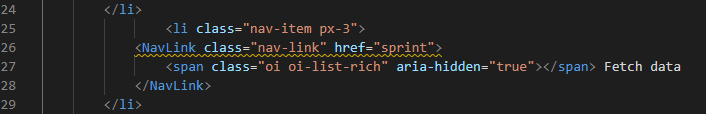 24 </li>
25 <li class="nav-item px-3">
26 <NavLink class="nav-link" href="sprint">
27 <span class="oi oi-list-rich" aria-hidden="true"></span> Fetch data
28 </NavLink>
29 </li>